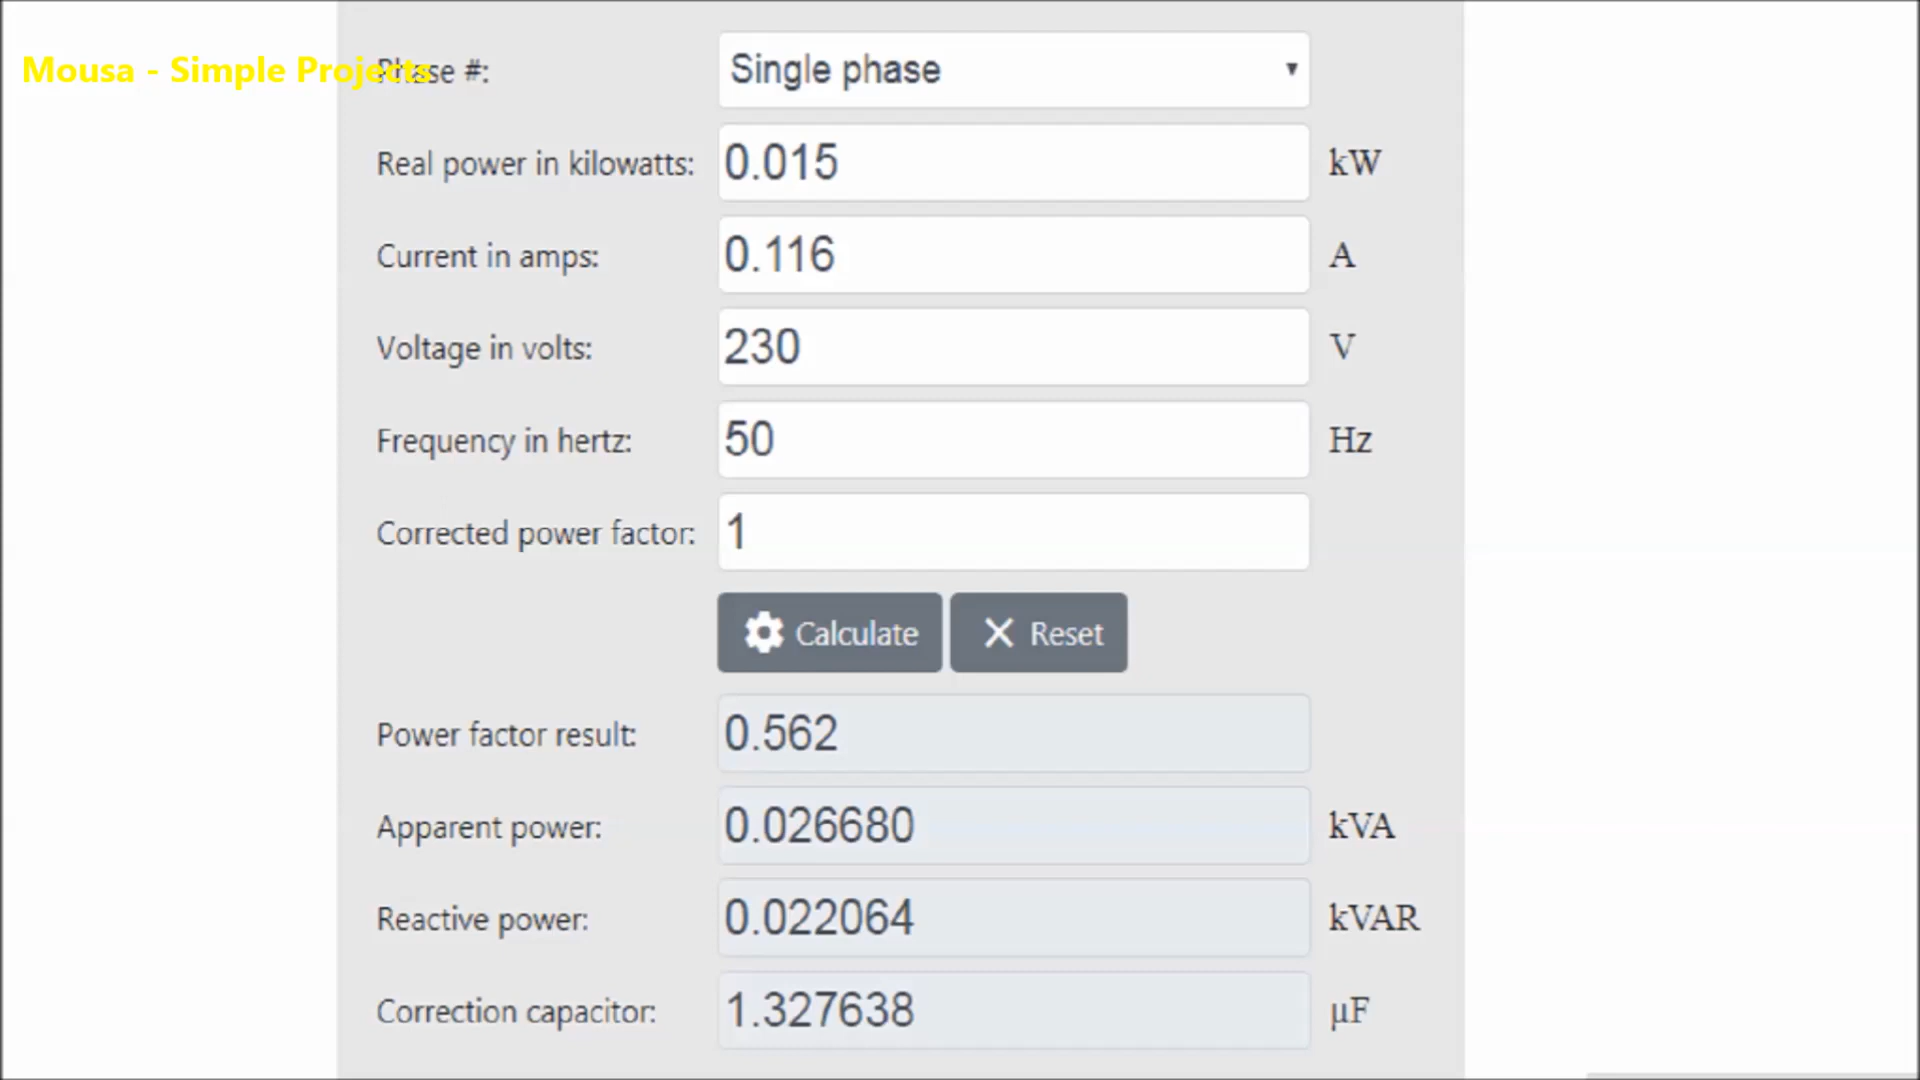 Mousa - Simple Projects
Phase #: Single phase
Real power in kilowatts: 0.015 kW
Current in amps: 0.116 A
Voltage in volts: 230 V
Frequency in hertz: 50 Hz
Corrected power factor: 1
Calculate Reset
Power factor result: 0.562
Apparent power: 0.026680 kVA
Reactive power: 0.022064 kVAR
Correction capacitor: 1.327638 µF